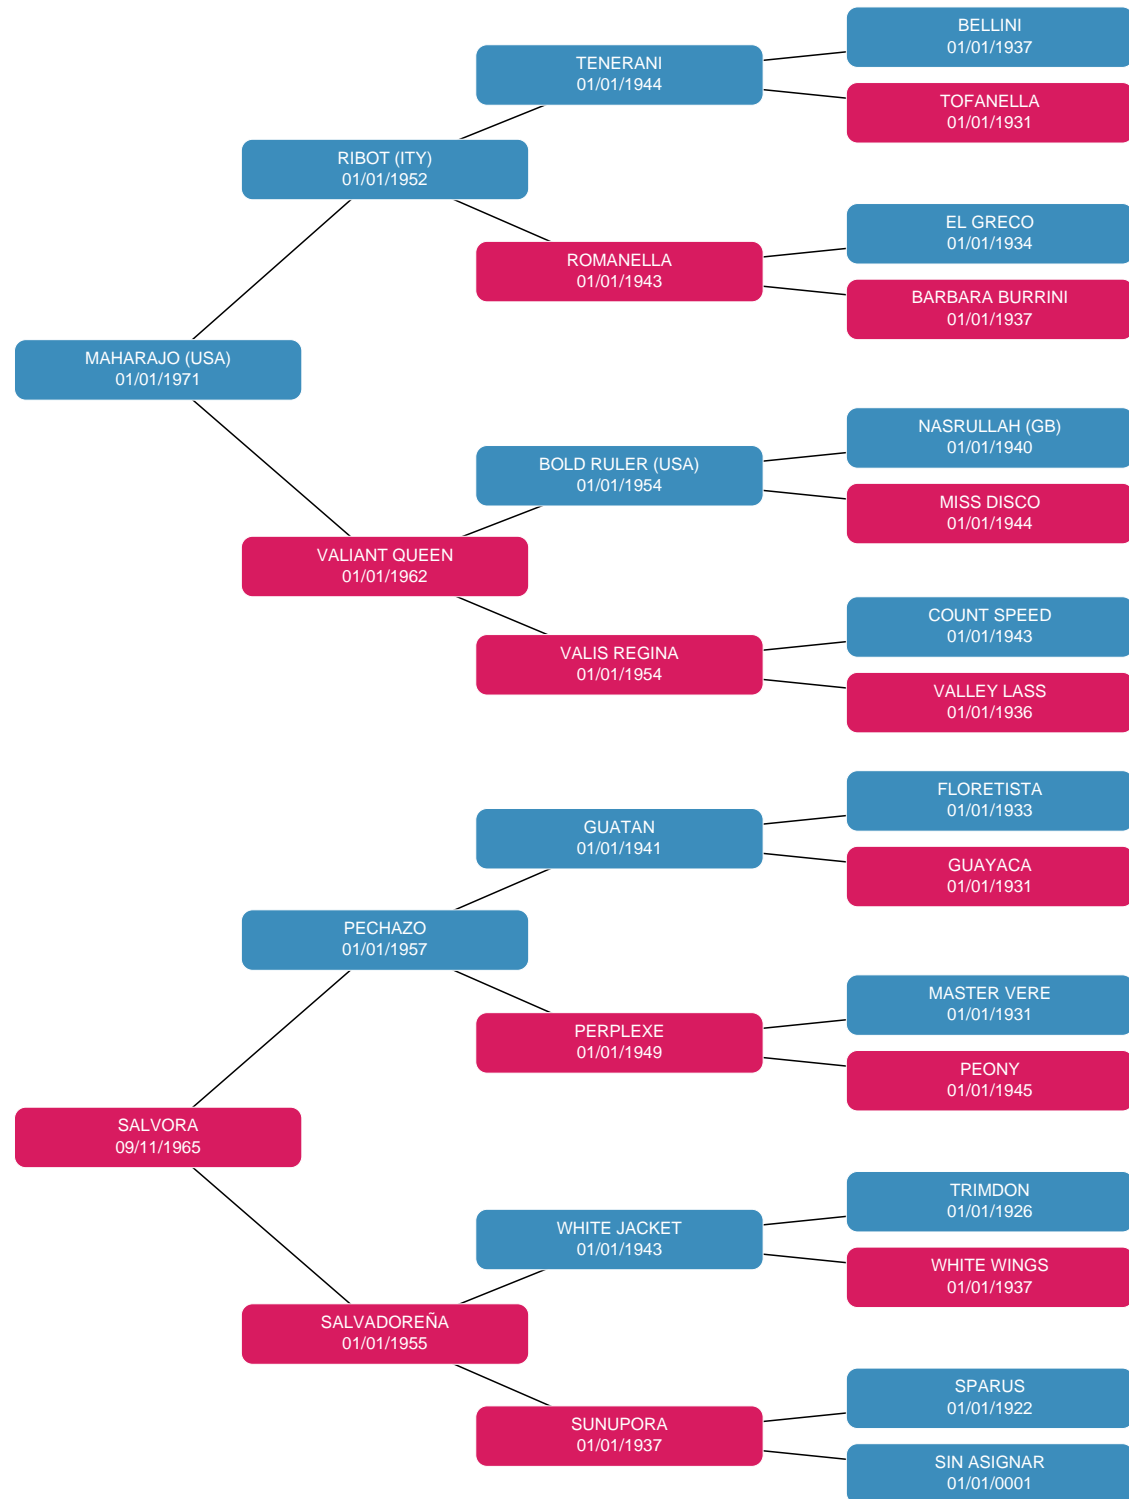 BELLINI
01/01/1937
TENERANI
01/01/1944
TOFANELLA
01/01/1931
RIBOT (ITY)
01/01/1952
EL GRECO
01/01/1934
ROMANELLA
01/01/1943
BARBARA BURRINI
01/01/1937
MAHARAJO (USA)
01/01/1971
NASRULLAH (GB)
01/01/1940
BOLD RULER (USA)
01/01/1954
MISS DISCO
01/01/1944
VALIANT QUEEN
01/01/1962
COUNT SPEED
01/01/1943
VALIS REGINA
01/01/1954
VALLEY LASS
01/01/1936
FLORETISTA
01/01/1933
GUATAN
01/01/1941
GUAYACA
01/01/1931
PECHAZO
01/01/1957
MASTER VERE
01/01/1931
PERPLEXE
01/01/1949
PEONY
01/01/1945
SALVORA
09/11/1965
TRIMDON
01/01/1926
WHITE JACKET
01/01/1943
WHITE WINGS
01/01/1937
SALVADOREÑA
01/01/1955
SPARUS
01/01/1922
SUNUPORA
01/01/1937
SIN ASIGNAR
01/01/0001